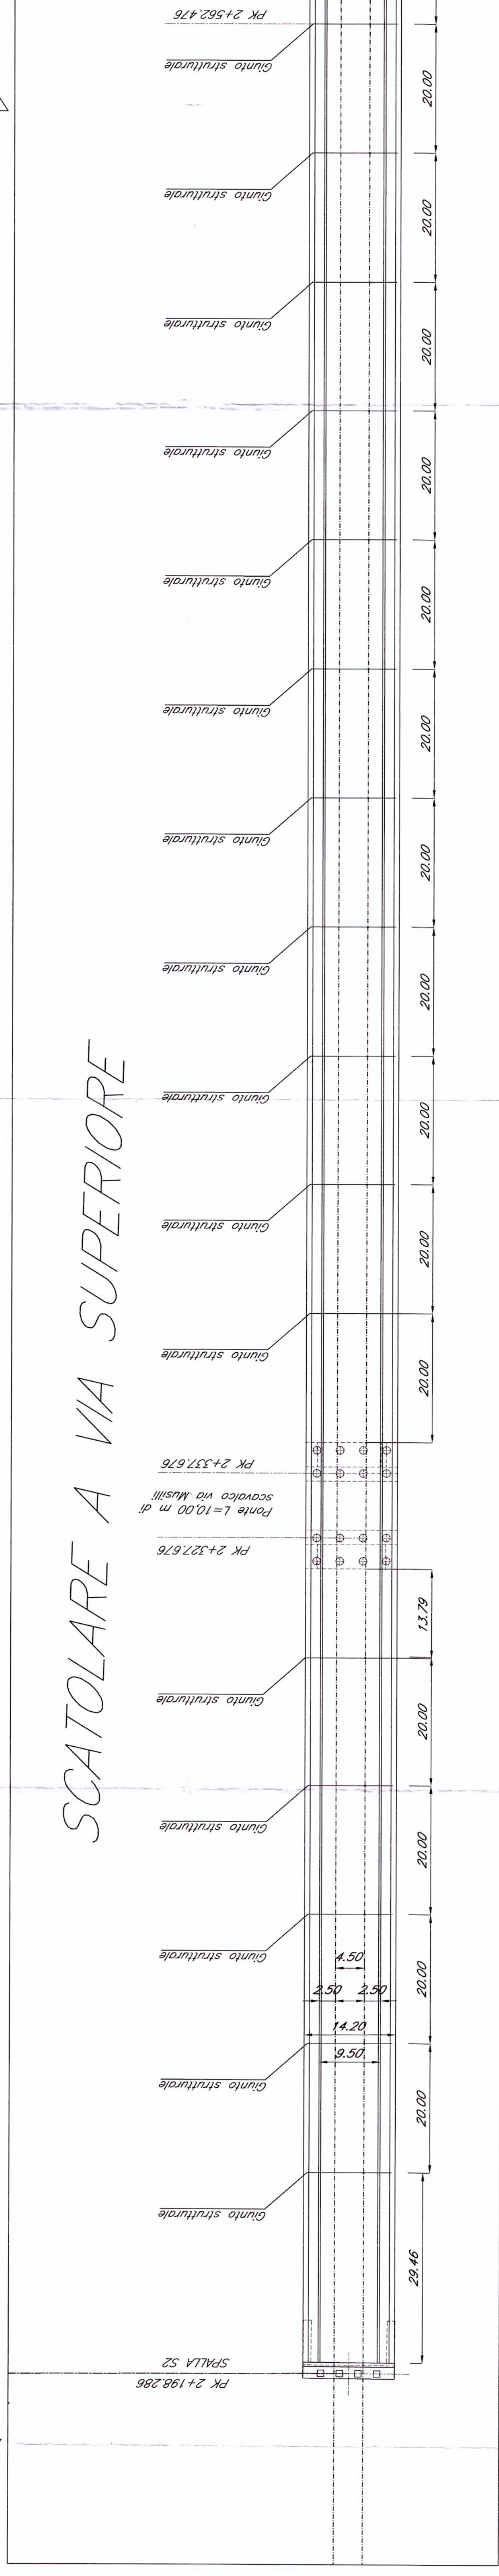 PK 2+562.476
Giunto strutturale
20.00
Giunto strutturale
20.00
Giunto strutturale
20.00
Giunto strutturale
20.00
Giunto strutturale
20.00
Giunto strutturale
20.00
Giunto strutturale
20.00
Giunto strutturale
20.00
Giunto strutturale
20.00
Giunto strutturale
20.00
Giunto strutturale
20.00
SCATOLARE A VIA SUPERIORE
PK 2+337.676
Ponte L=10,00 m di
scavalco via Musilli
PK 2+327.676
13.79
Giunto strutturale
20.00
Giunto strutturale
20.00
Giunto strutturale
20.00
4.50
2.50
2.50
14.20
9.50
Giunto strutturale
20.00
Giunto strutturale
29.46
SPALLA S2
PK 2+198.286